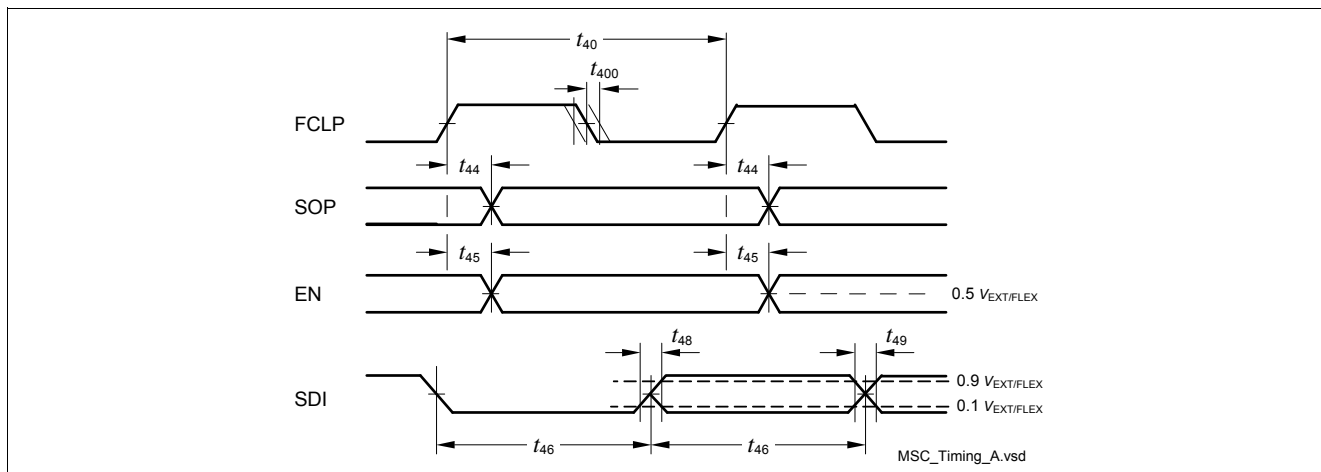 t40
t400
FCLP
t44 t44
SOP
t45 t45
EN
0.5 VEXT/FLEX
t48 t49
SDI
0.9 VEXT/FLEX
0.1 VEXT/FLEX
t46 t46
MSC_Timing_A.vsd